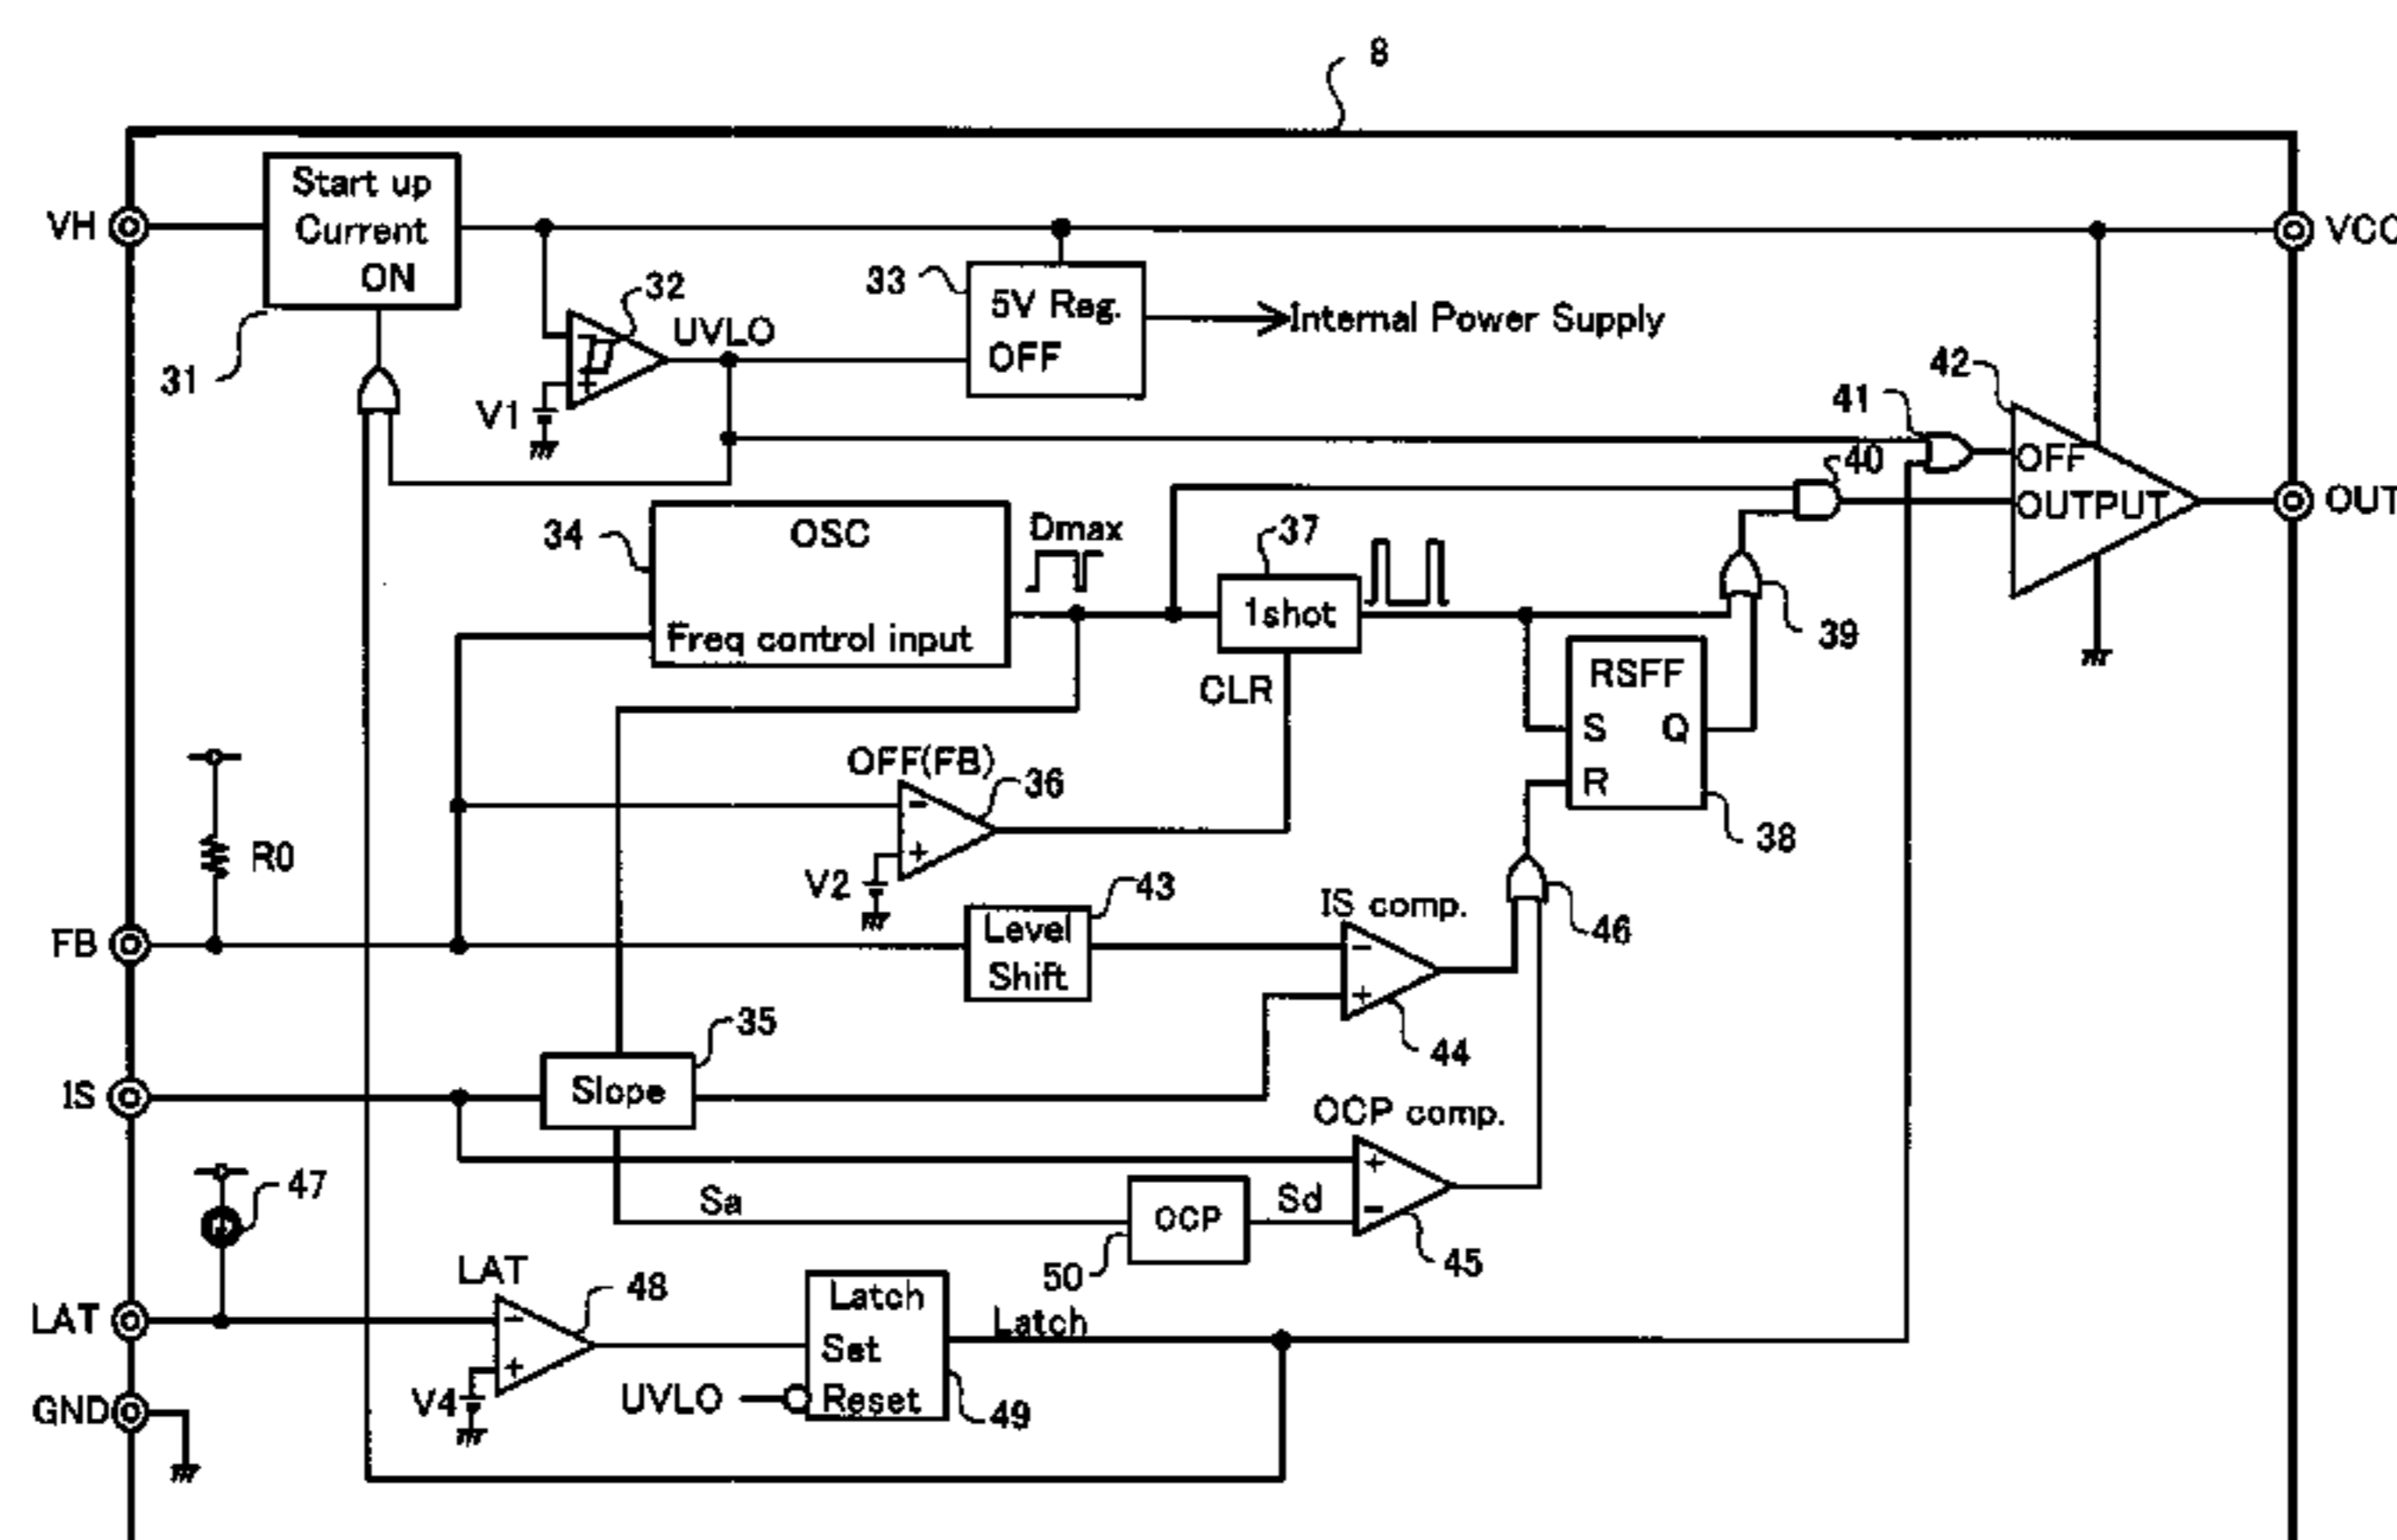 8
Start up
Current
ON
VH
VCC
31
32
UVLO
33
5V Reg.
OFF
Internal Power Supply
V1
42
41
40
OFF
OUTPUT
OUT
34
OSC
Freq control input
Dmax
37
1shot
CLR
39
RSFF
S Q
R
38
OFF(FB)
36
V2
R0
43
Level
Shift
FB
IS comp.
46
44
35
Slope
IS
OCP comp.
47
Sa
OCP
Sd
50
45
LAT
48
LAT
V4
Latch
Set
Reset
UVLO
49
Latch
GND